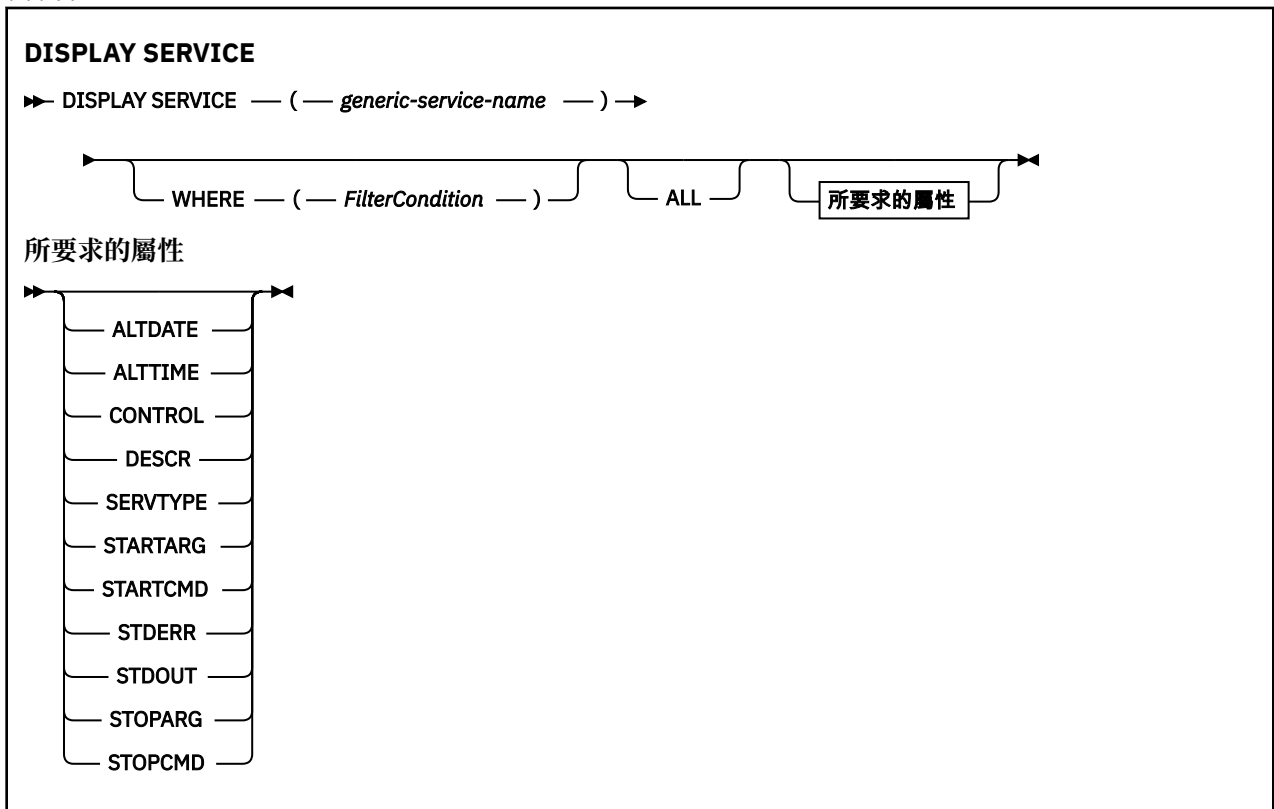 DISPLAY SERVICE
DISPLAY SERVICE ( generic-service-name )
WHERE ( FilterCondition ) ALL 所要求的屬性
所要求的屬性
ALTDATE
ALTTIME
CONTROL
DESCR
SERVTYPE
STARTARG
STARTCMD
STDERR
STDOUT
STOPARG
STOPCMD